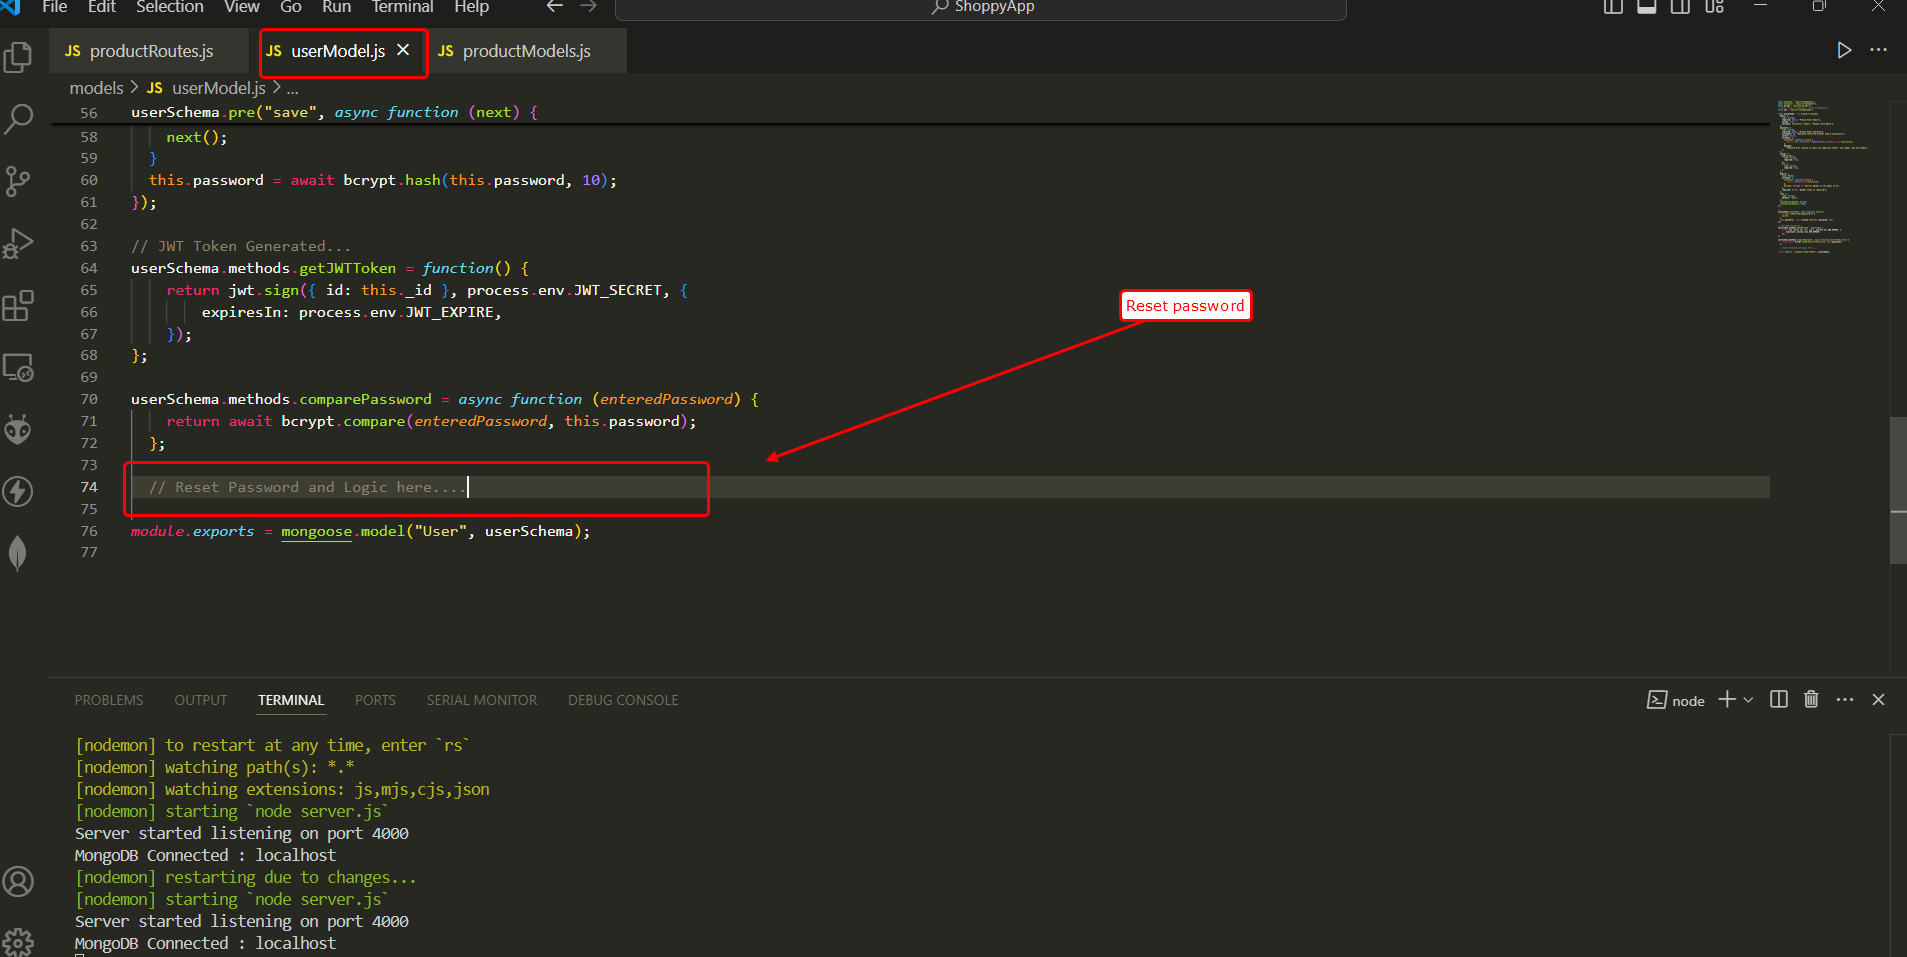 File Edit Selection View Go Run Terminal Help ShoppyApp
JS productRoutes.js JS userModel.js JS productModels.js
models > JS userModel.js > ...
56 userSchema.pre("save", async function (next) {
58 next();
59 }
60 this.password = await bcrypt.hash(this.password, 10);
61 });
62
63 // JWT Token Generated...
64 userSchema.methods.getJWTToken = function() {
65 return jwt.sign({ id: this._id }, process.env.JWT_SECRET, {
66 expiresIn: process.env.JWT_EXPIRE,
67 });
68 };
69
70 userSchema.methods.comparePassword = async function (enteredPassword) {
71 return await bcrypt.compare(enteredPassword, this.password);
72 };
73
74 // Reset Password and Logic here....
75
76 module.exports = mongoose.model("User", userSchema);
77
Reset password
PROBLEMS OUTPUT TERMINAL PORTS SERIAL MONITOR DEBUG CONSOLE node
[nodemon] to restart at any time, enter `rs`
[nodemon] watching path(s): *.*
[nodemon] watching extensions: js,mjs,cjs,json
[nodemon] starting `node server.js`
Server started listening on port 4000
MongoDB Connected : localhost
[nodemon] restarting due to changes...
[nodemon] starting `node server.js`
Server started listening on port 4000
MongoDB Connected : localhost